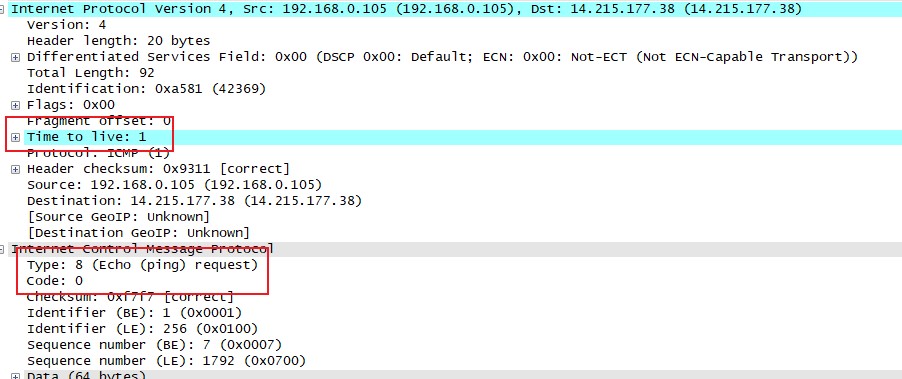 Internet Protocol Version 4, Src: 192.168.0.105 (192.168.0.105), Dst: 14.215.177.38 (14.215.177.38)
Version: 4
Header length: 20 bytes
Differentiated Services Field: 0x00 (DSCP 0x00: Default; ECN: 0x00: Not-ECT (Not ECN-Capable Transport))
Total Length: 92
Identification: 0xa581 (42369)
Flags: 0x00
Fragment offset: 0
Time to live: 1
Protocol: ICMP (1)
Header checksum: 0x9311 [correct]
Source: 192.168.0.105 (192.168.0.105)
Destination: 14.215.177.38 (14.215.177.38)
[Source GeoIP: Unknown]
[Destination GeoIP: Unknown]
Internet Control Message Protocol
Type: 8 (Echo (ping) request)
Code: 0
Checksum: 0xf7f7 [correct]
Identifier (BE): 1 (0x0001)
Identifier (LE): 256 (0x0100)
Sequence number (BE): 7 (0x0007)
Sequence number (LE): 1792 (0x0700)
Data (64 bytes)